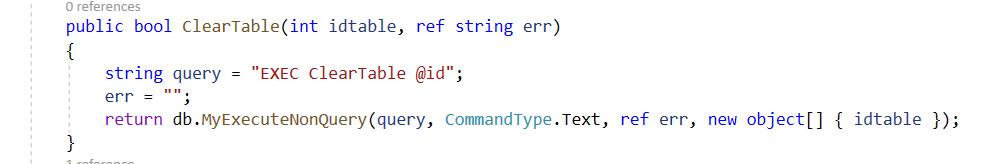 0 references
public bool ClearTable(int idtable, ref string err)
{
string query = "EXEC ClearTable @id";
err = "";
return db.MyExecuteNonQuery(query, CommandType.Text, ref err, new object[] { idtable });
}
1 reference